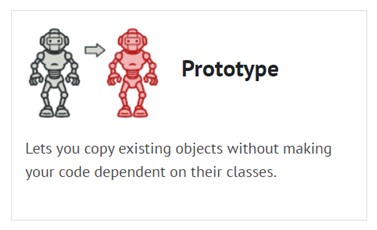 Prototype
Lets you copy existing objects without making
your code dependent on their classes.